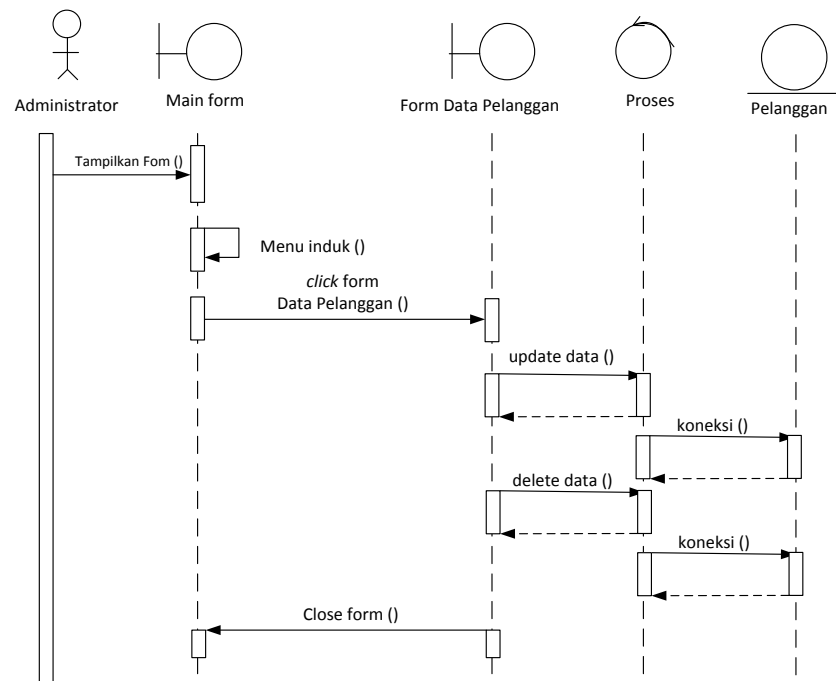 Administrator
Main form
Form Data Pelanggan
Proses
Pelanggan
Tampilkan Fom ()
Menu induk ()
click form
Data Pelanggan ()
update data ()
koneksi ()
delete data ()
koneksi ()
Close form ()